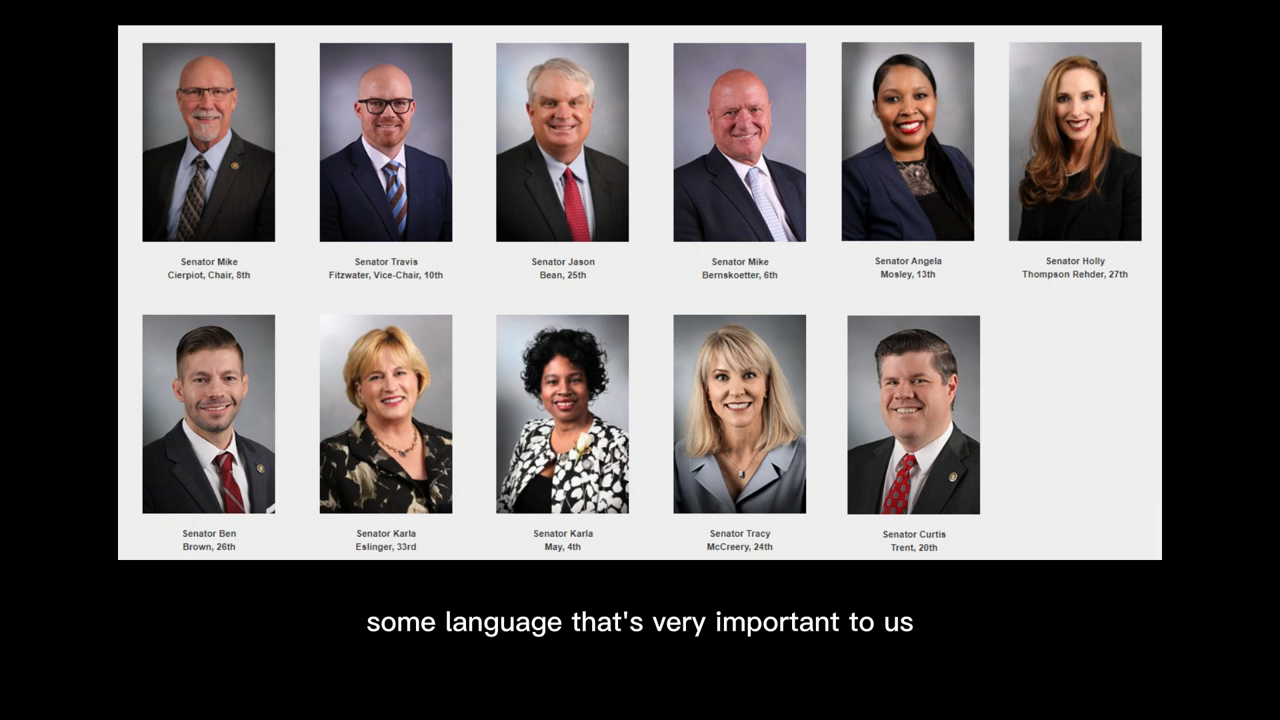 Senator Mike
Cierpiot, Chair, 8th
Senator Travis
Fitzwater, Vice-Chair, 10th
Senator Jason
Bean, 25th
Senator Mike
Bernskoetter, 6th
Senator Angela
Mosley, 13th
Senator Holly
Thompson Rehder, 27th
Senator Ben
Brown, 26th
Senator Karla
Eslinger, 33rd
Senator Karla
May, 4th
Senator Tracy
McCreery, 24th
Senator Curtis
Trent, 20th
some language that's very important to us